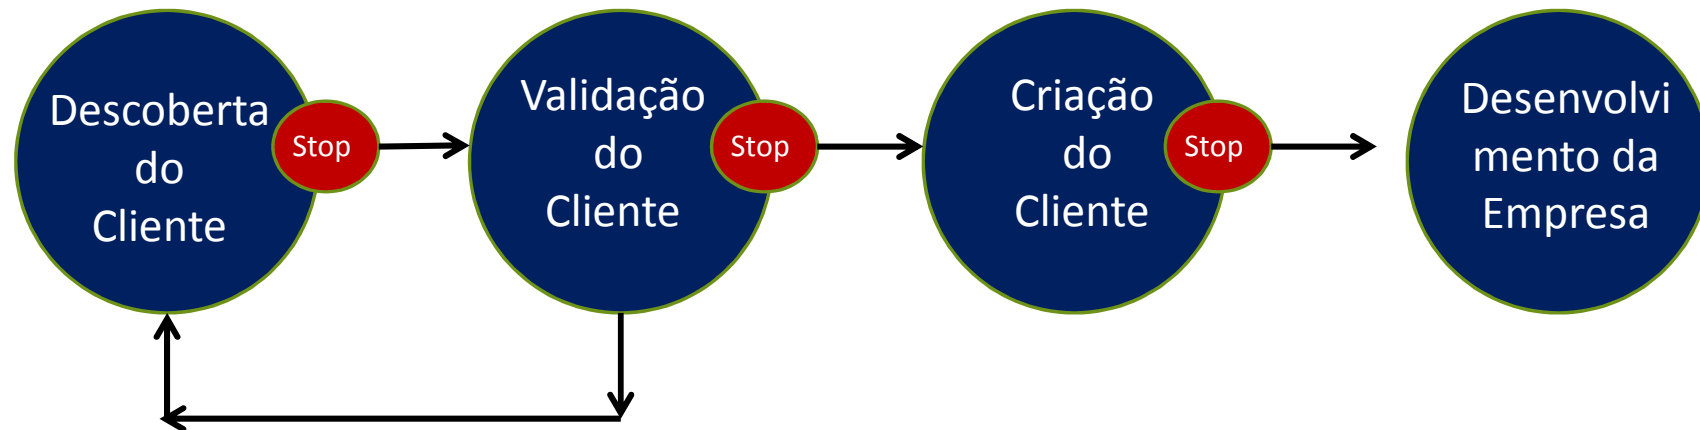 Descoberta
do
Cliente
Stop
Validação
do
Cliente
Stop
Criação
do
Cliente
Stop
Desenvolvi
mento da
Empresa